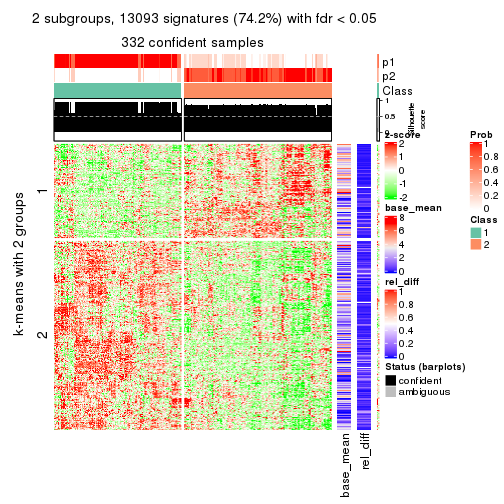 2 subgroups, 13093 signatures (74.2%) with fdr < 0.05
332 confident samples
p1
p2
Class
1
0.5
0
Silhouette
score
k-means with 2 groups
1
2
base_mean
rel_diff
z-score
2
1
0
-1
-2
base_mean
8
6
4
2
0
rel_diff
1
0.8
0.6
0.4
0.2
0
Status (barplots)
confident
ambiguous
Prob
1
0.8
0.6
0.4
0.2
0
Class
1
2